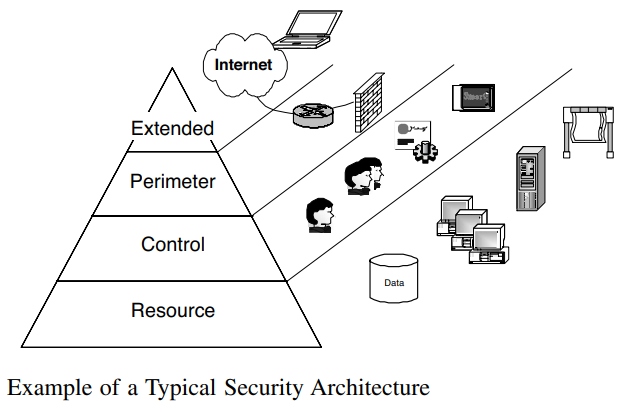 Internet
Extended
Perimeter
Control
Resource
Data
Example of a Typical Security Architecture